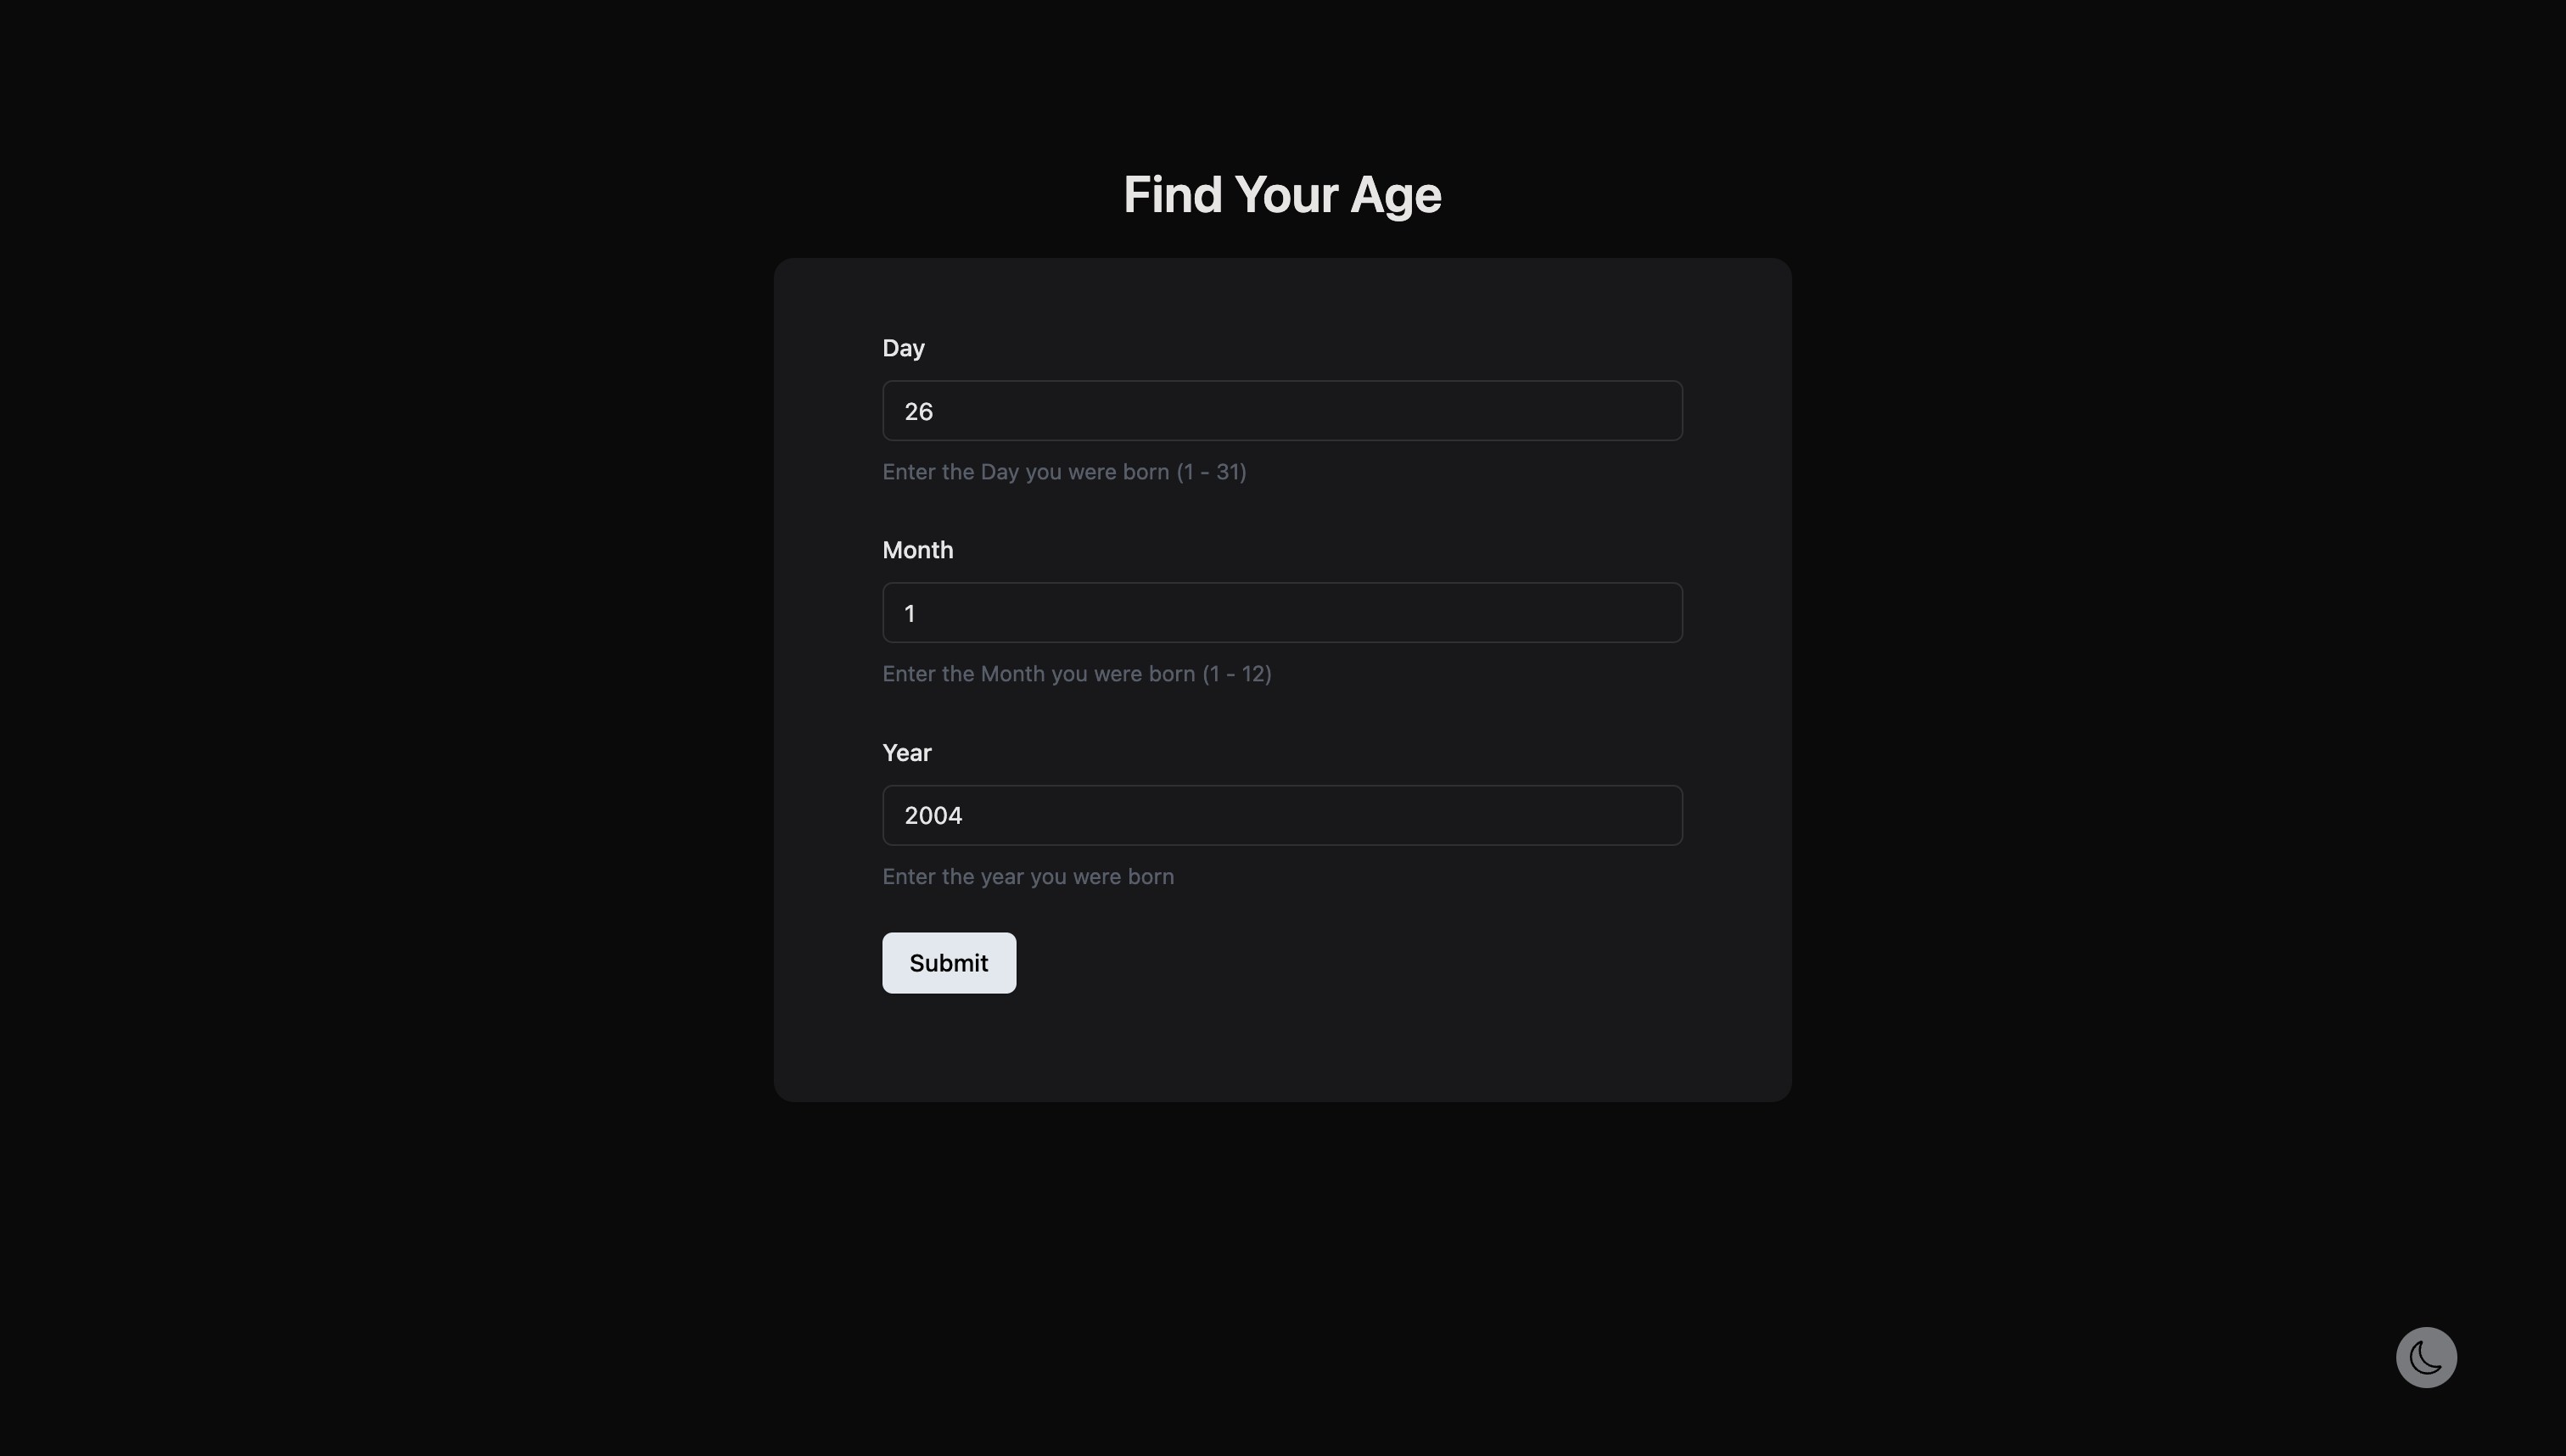 Find Your Age
Day
26
Enter the Day you were born (1 - 31)
Month
1
Enter the Month you were born (1 - 12)
Year
2004
Enter the year you were born
Submit